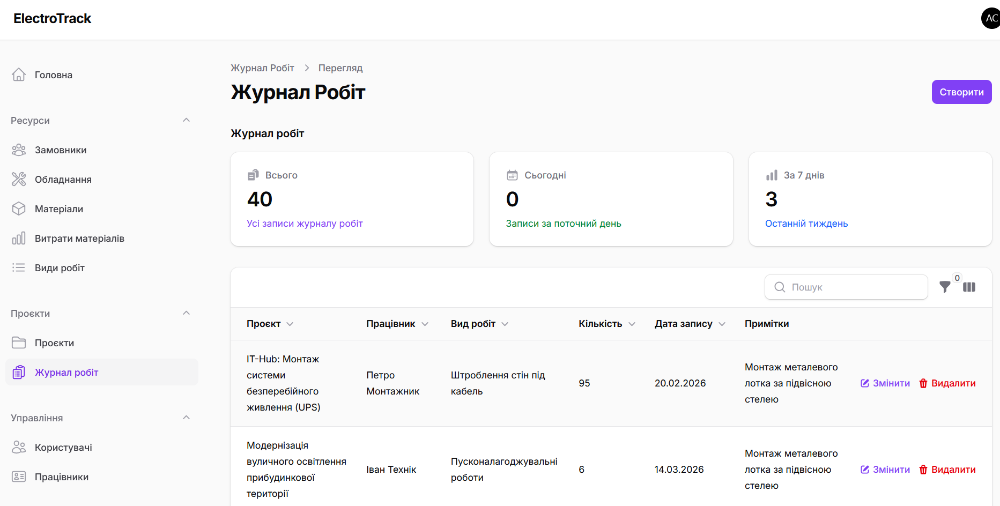 ElectroTrack
AC
Головна
Ресурси
Замовники
Обладнання
Матеріали
Витрати матеріалів
Види робіт
Проєкти
Проєкти
Журнал робіт
Управління
Користувачі
Працівники
Журнал Робіт > Перегляд
Журнал Робіт
Створити
Журнал робіт
Всього
40
Усі записи журналу робіт
Сьогодні
0
Записи за поточний день
За 7 днів
3
Останній тиждень
Пошук
0
Проєкт Працівник Вид робіт Кількість Дата запису Примітки
IT-Hub: Монтаж
системи
безперебійного
живлення (UPS)
Петро
Монтажник
Штроблення стін під
кабель
95
20.02.2026
Монтаж металевого
лотка за підвісною
стелею
Змінити Видалити
Модернізація
вуличного освітлення
прибудинкової
території
Іван Технік
Пусконалагоджувальні
роботи
6
14.03.2026
Монтаж металевого
лотка за підвісною
стелею
Змінити Видалити